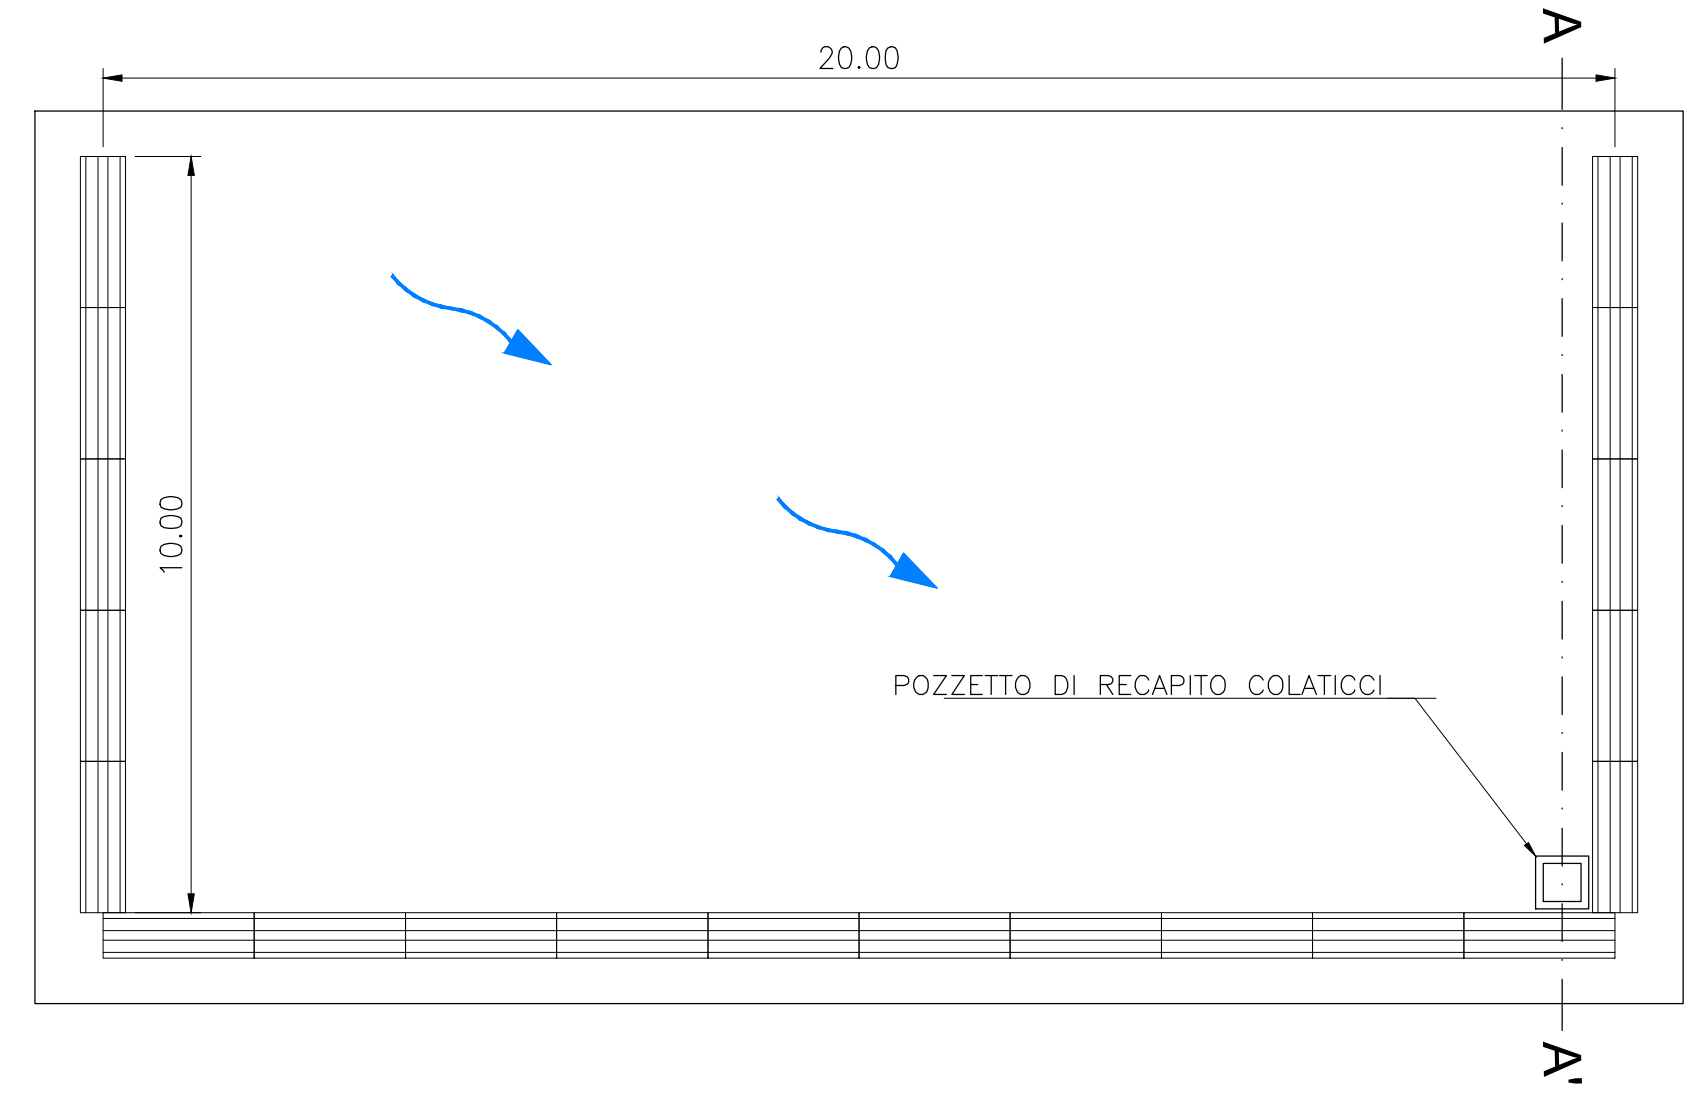 A
20.00
10.00
POZZETTO DI RECAPITO COLATICCI
A'